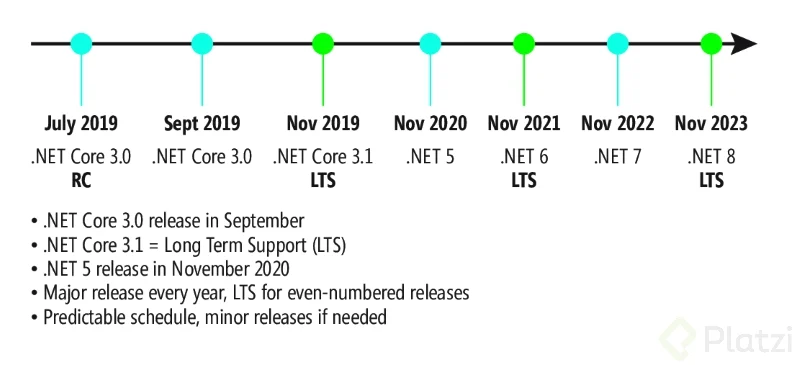 July 2019 Sept 2019 Nov 2019 Nov 2020 Nov 2021 Nov 2022 Nov 2023
.NET Core 3.0 .NET Core 3.0 .NET Core 3.1 .NET 5 .NET 6 .NET 7 .NET 8
RC LTS LTS LTS
• .NET Core 3.0 release in September
• .NET Core 3.1 = Long Term Support (LTS)
• .NET 5 release in November 2020
• Major release every year, LTS for even-numbered releases
• Predictable schedule, minor releases if needed
Platzi